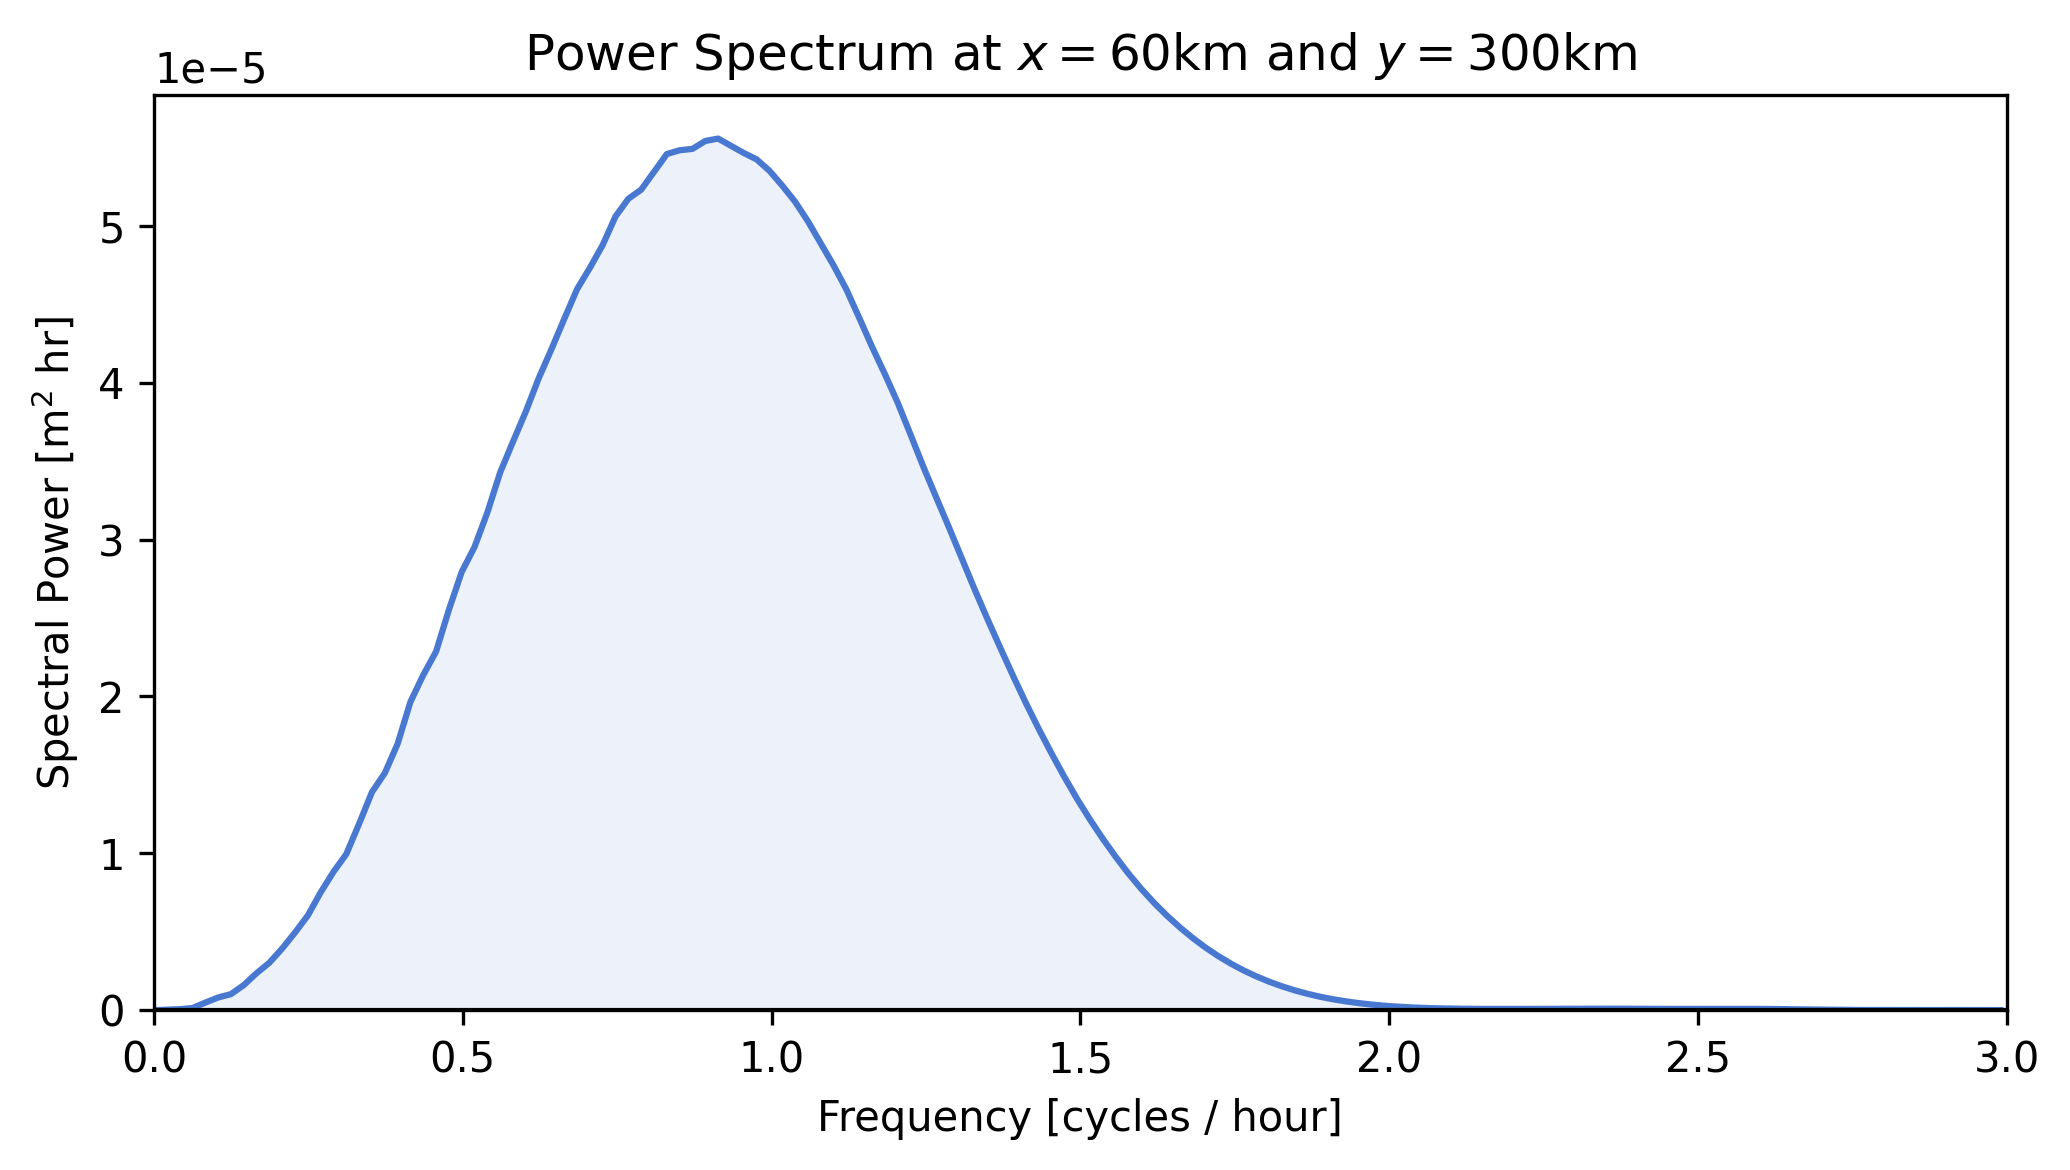 Power Spectrum at x = 60km and y = 300km
1e−5
5
4
3
2
1
0
Spectral Power [m² hr]
0.0 0.5 1.0 1.5 2.0 2.5 3.0
Frequency [cycles / hour]